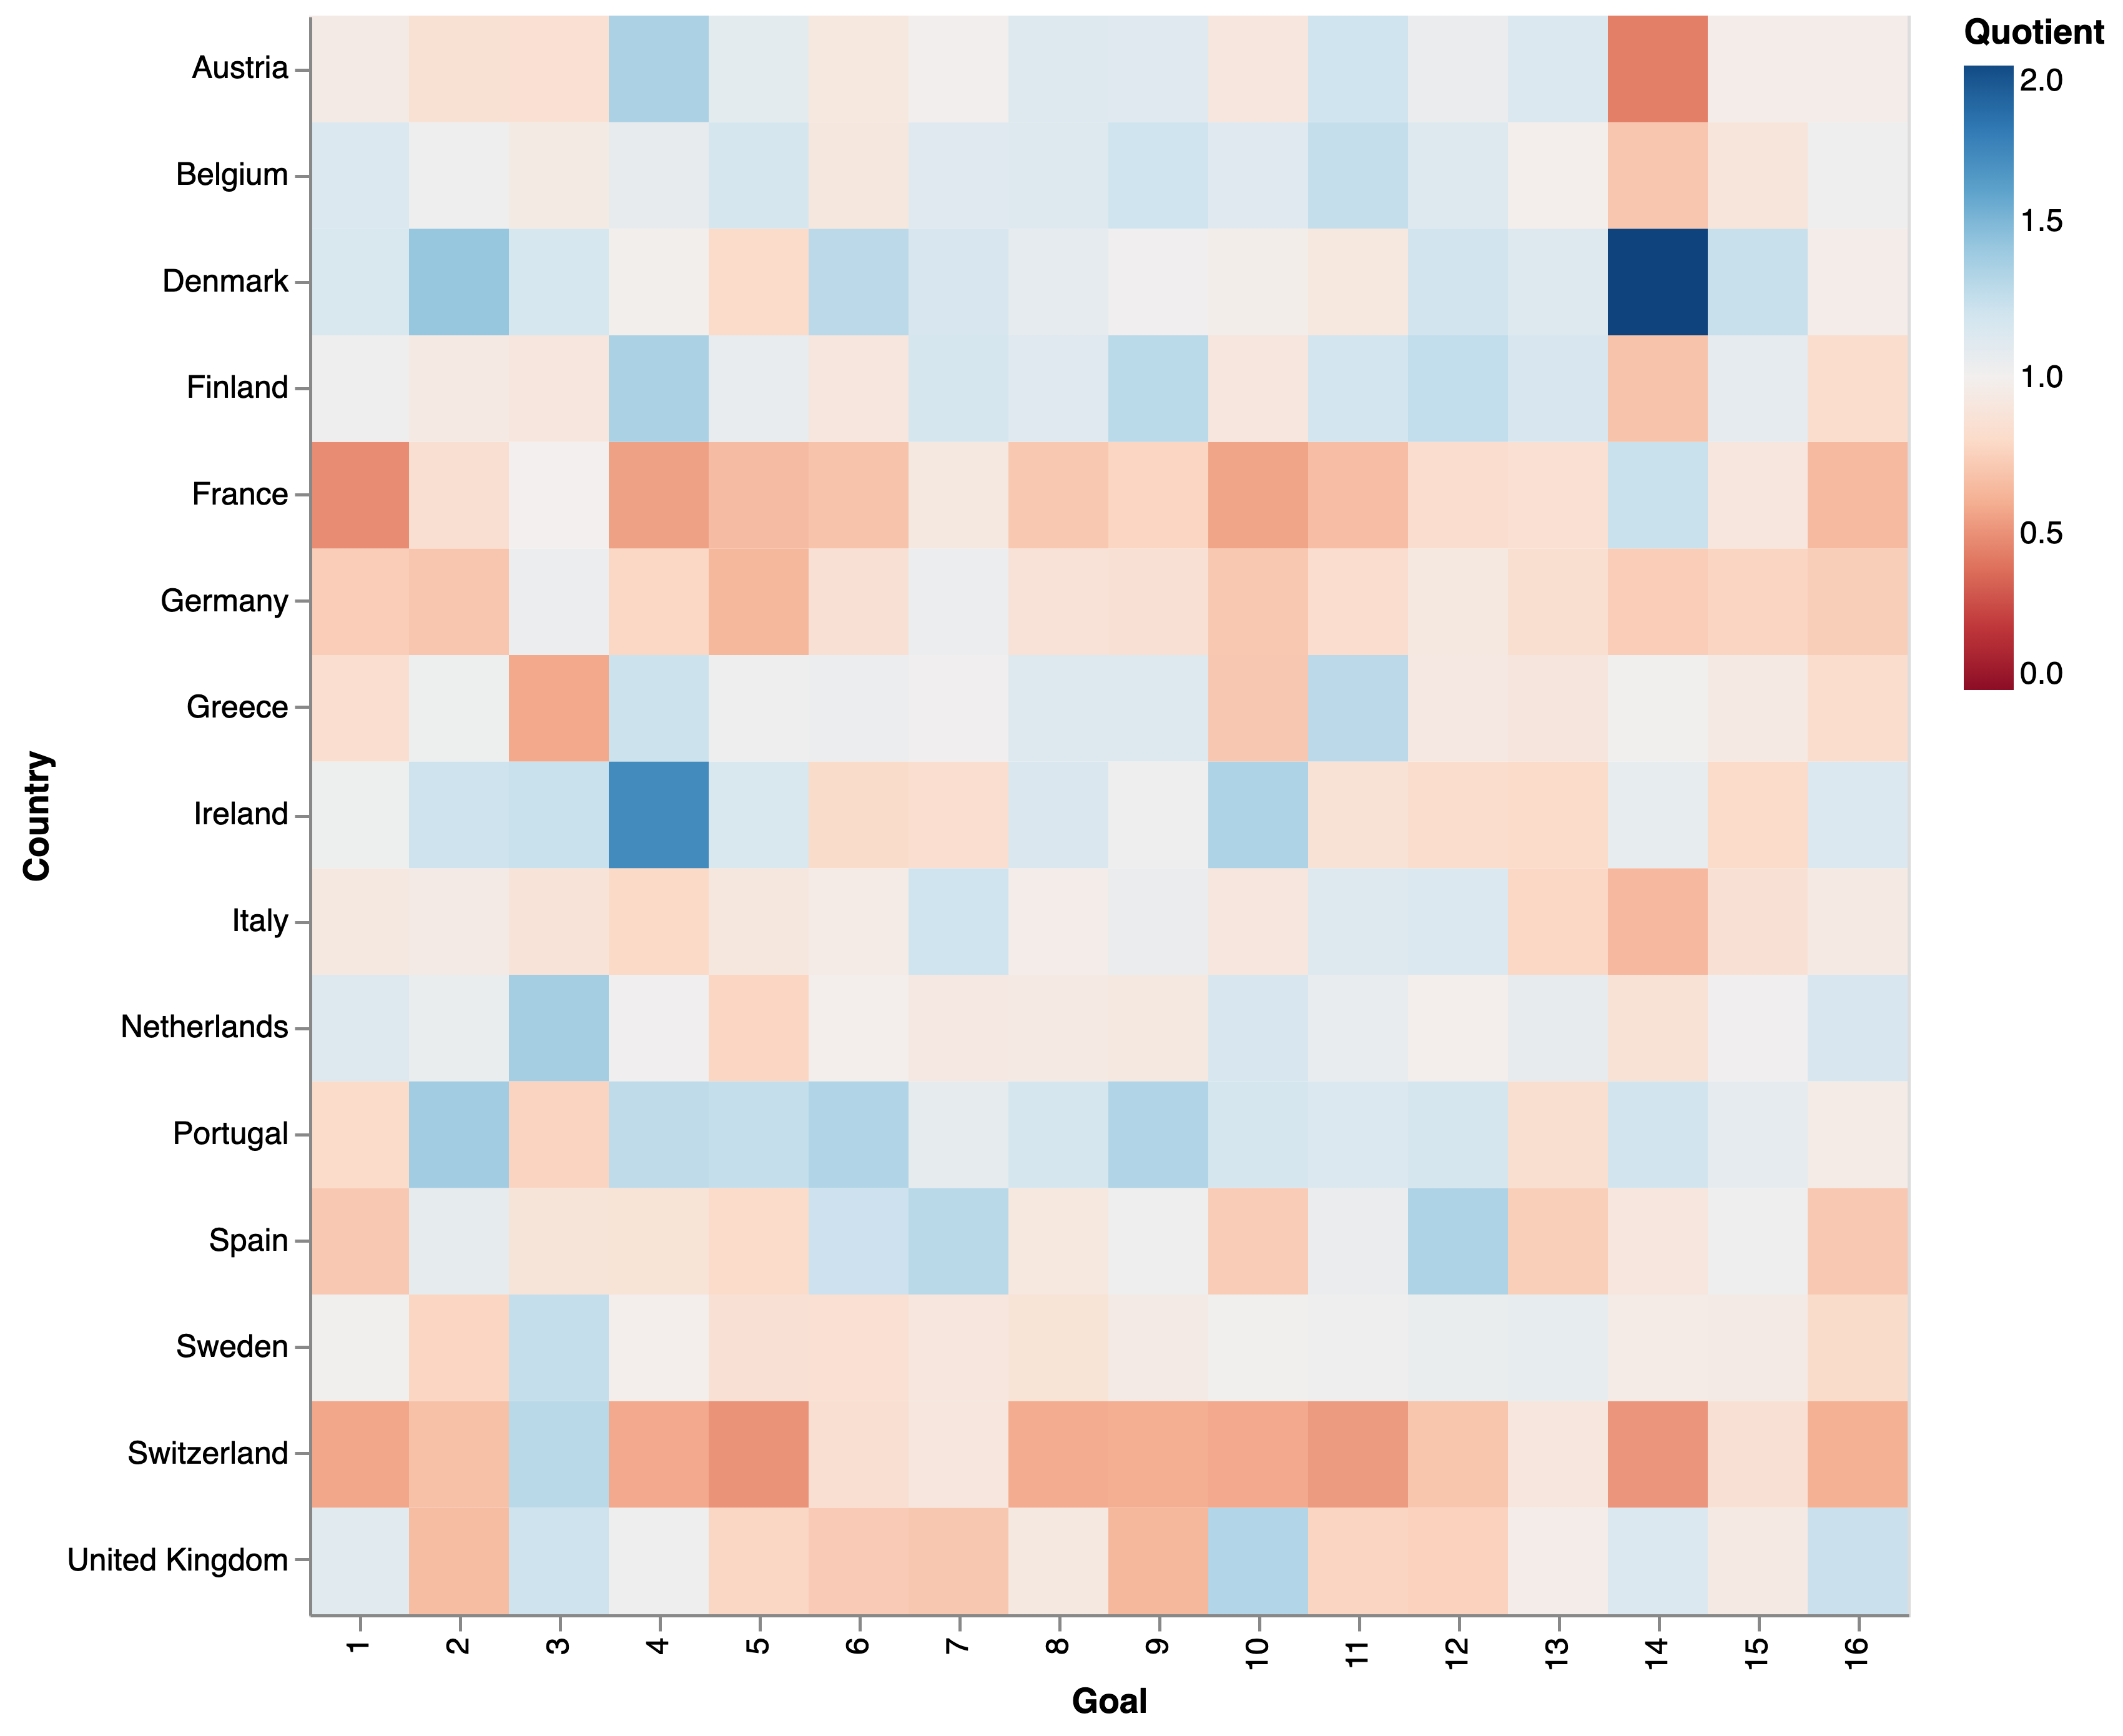 Quotient
2.0
1.5
1.0
0.5
0.0
Country
Austria
Belgium
Denmark
Finland
France
Germany
Greece
Ireland
Italy
Netherlands
Portugal
Spain
Sweden
Switzerland
United Kingdom
1 2 3 4 5 6 7 8 9 10 11 12 13 14 15 16
Goal